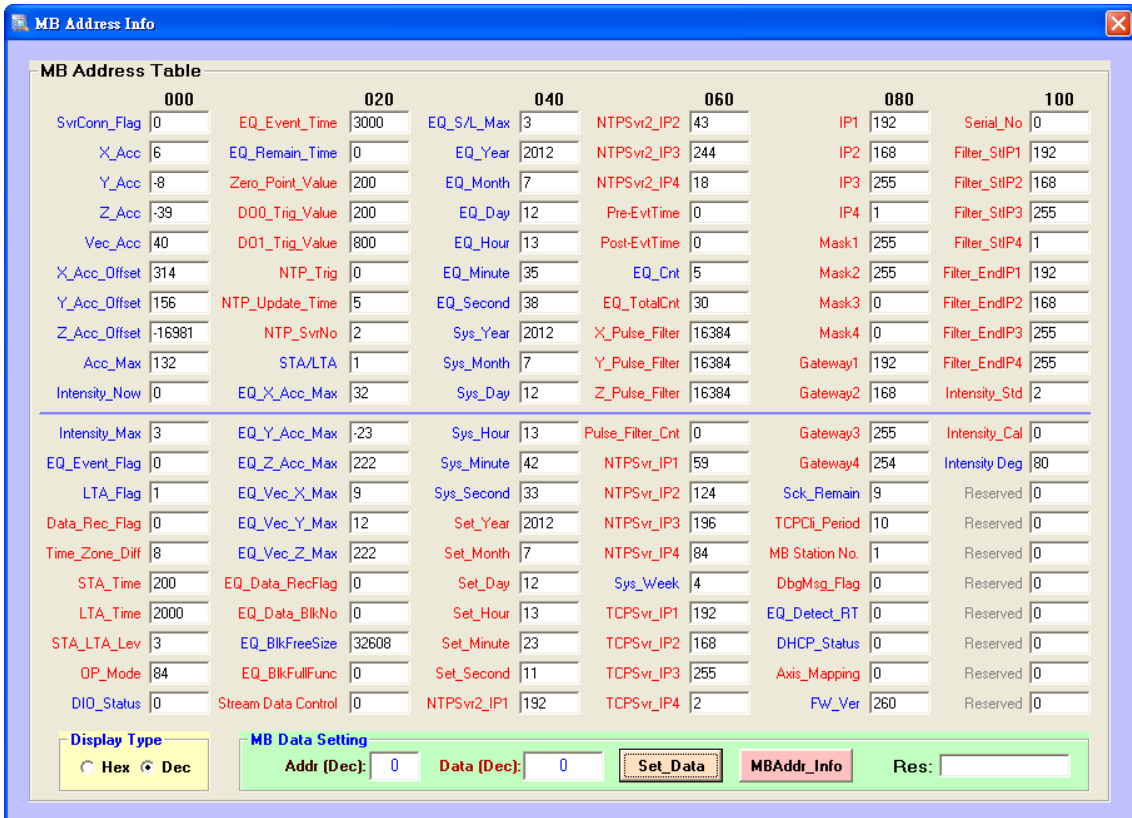 MB Address Info
MB Address Table
000 020 040 060 080 100
SvrConn_Flag 0 EQ_Event_Time 3000 EQ_S/L_Max 3 NTPSvr2_IP2 43 IP1 192 Serial_No 0
X_Acc 6 EQ_Remain_Time 0 EQ_Year 2012 NTPSvr2_IP3 244 IP2 168 Filter_StIP1 192
Y_Acc -8 Zero_Point_Value 200 EQ_Month 7 NTPSvr2_IP4 18 IP3 255 Filter_StIP2 168
Z_Acc -39 DO0_Trig_Value 200 EQ_Day 12 Pre-EvtTime 0 IP4 1 Filter_StIP3 255
Vec_Acc 40 DO1_Trig_Value 800 EQ_Hour 13 Post-EvtTime 0 Mask1 255 Filter_StIP4 1
X_Acc_Offset 314 NTP_Trig 0 EQ_Minute 35 EQ_Cnt 5 Mask2 255 Filter_EndIP1 192
Y_Acc_Offset 156 NTP_Update_Time 5 EQ_Second 38 EQ_TotalCnt 30 Mask3 0 Filter_EndIP2 168
Z_Acc_Offset -16981 NTP_SvrNo 2 Sys_Year 2012 X_Pulse_Filter 16384 Mask4 0 Filter_EndIP3 255
Acc_Max 132 STA/LTA 1 Sys_Month 7 Y_Pulse_Filter 16384 Gateway1 192 Filter_EndIP4 255
Intensity_Now 0 EQ_X_Acc_Max 32 Sys_Day 12 Z_Pulse_Filter 16384 Gateway2 168 Intensity_Std 2
Intensity_Max 3 EQ_Y_Acc_Max -23 Sys_Hour 13 Pulse_Filter_Cnt 0 Gateway3 255 Intensity_Cal 0
EQ_Event_Flag 0 EQ_Z_Acc_Max 222 Sys_Minute 42 NTPSvr_IP1 59 Gateway4 254 Intensity Deg 80
LTA_Flag 1 EQ_Vec_X_Max 9 Sys_Second 33 NTPSvr_IP2 124 Sck_Remain 9 Reserved 0
Data_Rec_Flag 0 EQ_Vec_Y_Max 12 Set_Year 2012 NTPSvr_IP3 196 TCPCli_Period 10 Reserved 0
Time_Zone_Diff 8 EQ_Vec_Z_Max 222 Set_Month 7 NTPSvr_IP4 84 MB Station No. 1 Reserved 0
STA_Time 200 EQ_Data_RecFlag 0 Set_Day 12 Sys_Week 4 DbgMsg_Flag 0 Reserved 0
LTA_Time 2000 EQ_Data_BlkNo 0 Set_Hour 13 TCPSvr_IP1 192 EQ_Detect_RT 0 Reserved 0
STA_LTA_Lev 3 EQ_BlkFreeSize 32608 Set_Minute 23 TCPSvr_IP2 168 DHCP_Status 0 Reserved 0
OP_Mode 84 EQ_BlkFullFunc 0 Set_Second 11 TCPSvr_IP3 255 Axis_Mapping 0 Reserved 0
DIO_Status 0 Stream Data Control 0 NTPSvr2_IP1 192 TCPSvr_IP4 2 FW_Ver 260 Reserved 0
Display Type MB Data Setting
Hex Dec Addr (Dec): 0 Data (Dec): 0 Set_Data MBAddr_Info Res: